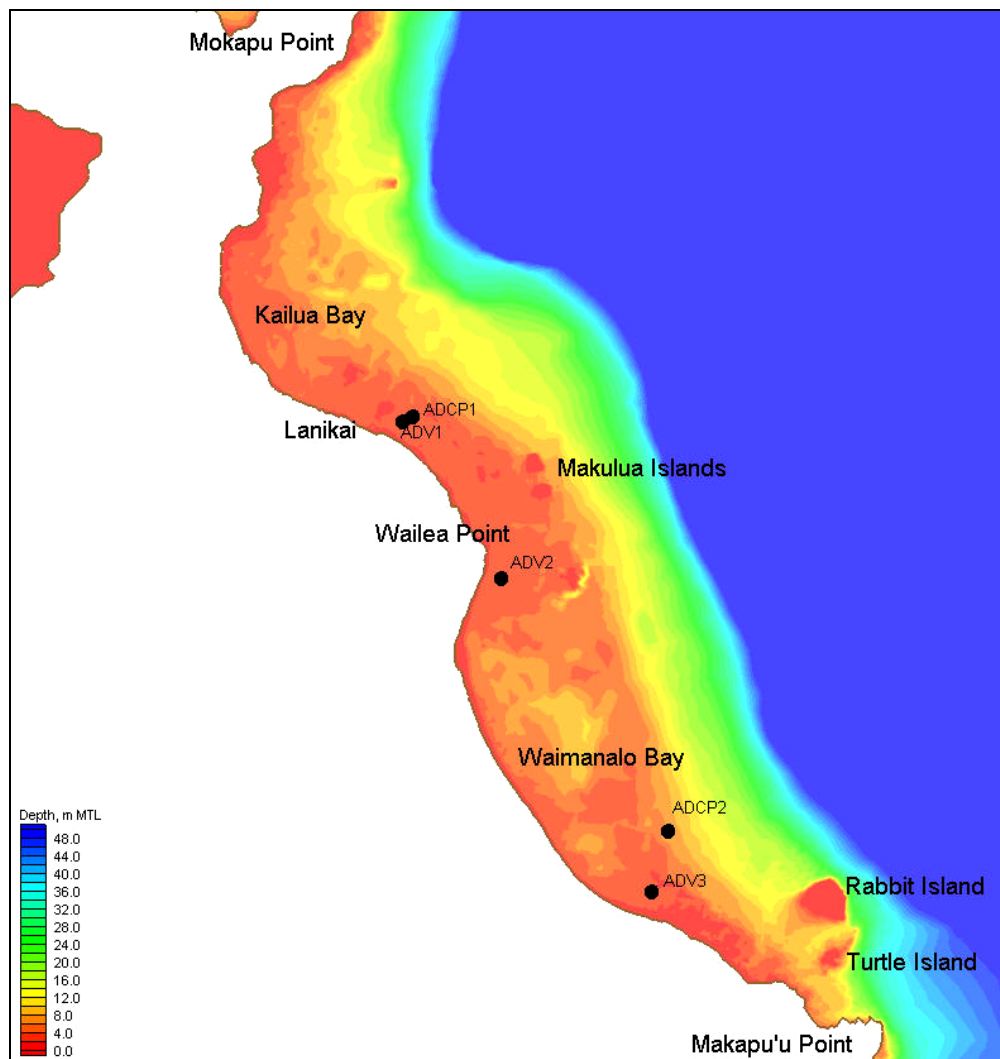 Mokapu Point
Kailua Bay
ADCP1
Lanikai
ADV1
Makulua Islands
Wailea Point
ADV2
Waimanalo Bay
ADCP2
Depth, m MTL
48.0
44.0
40.0
36.0
32.0
28.0
24.0
20.0
16.0
12.0
8.0
4.0
0.0
ADV3
Rabbit Island
Turtle Island
Makapu'u Point